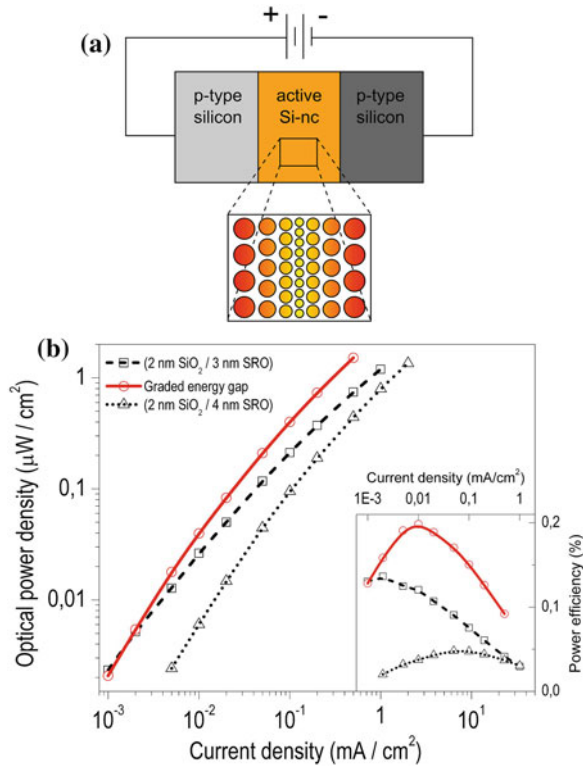 (a)
+ -
p-type silicon
active Si-nc
p-type silicon
(b)
(2 nm SiO₂ / 3 nm SRO)
Graded energy gap
(2 nm SiO₂ / 4 nm SRO)
Optical power density (μW / cm²)
1
0,1
0,01
10⁻³ 10⁻² 10⁻¹ 1 10¹
Current density (mA / cm²)
Current density (mA/cm²)
1E-3 0,01 0,1 1
0,2
0,1
0,0
Power efficiency (%)